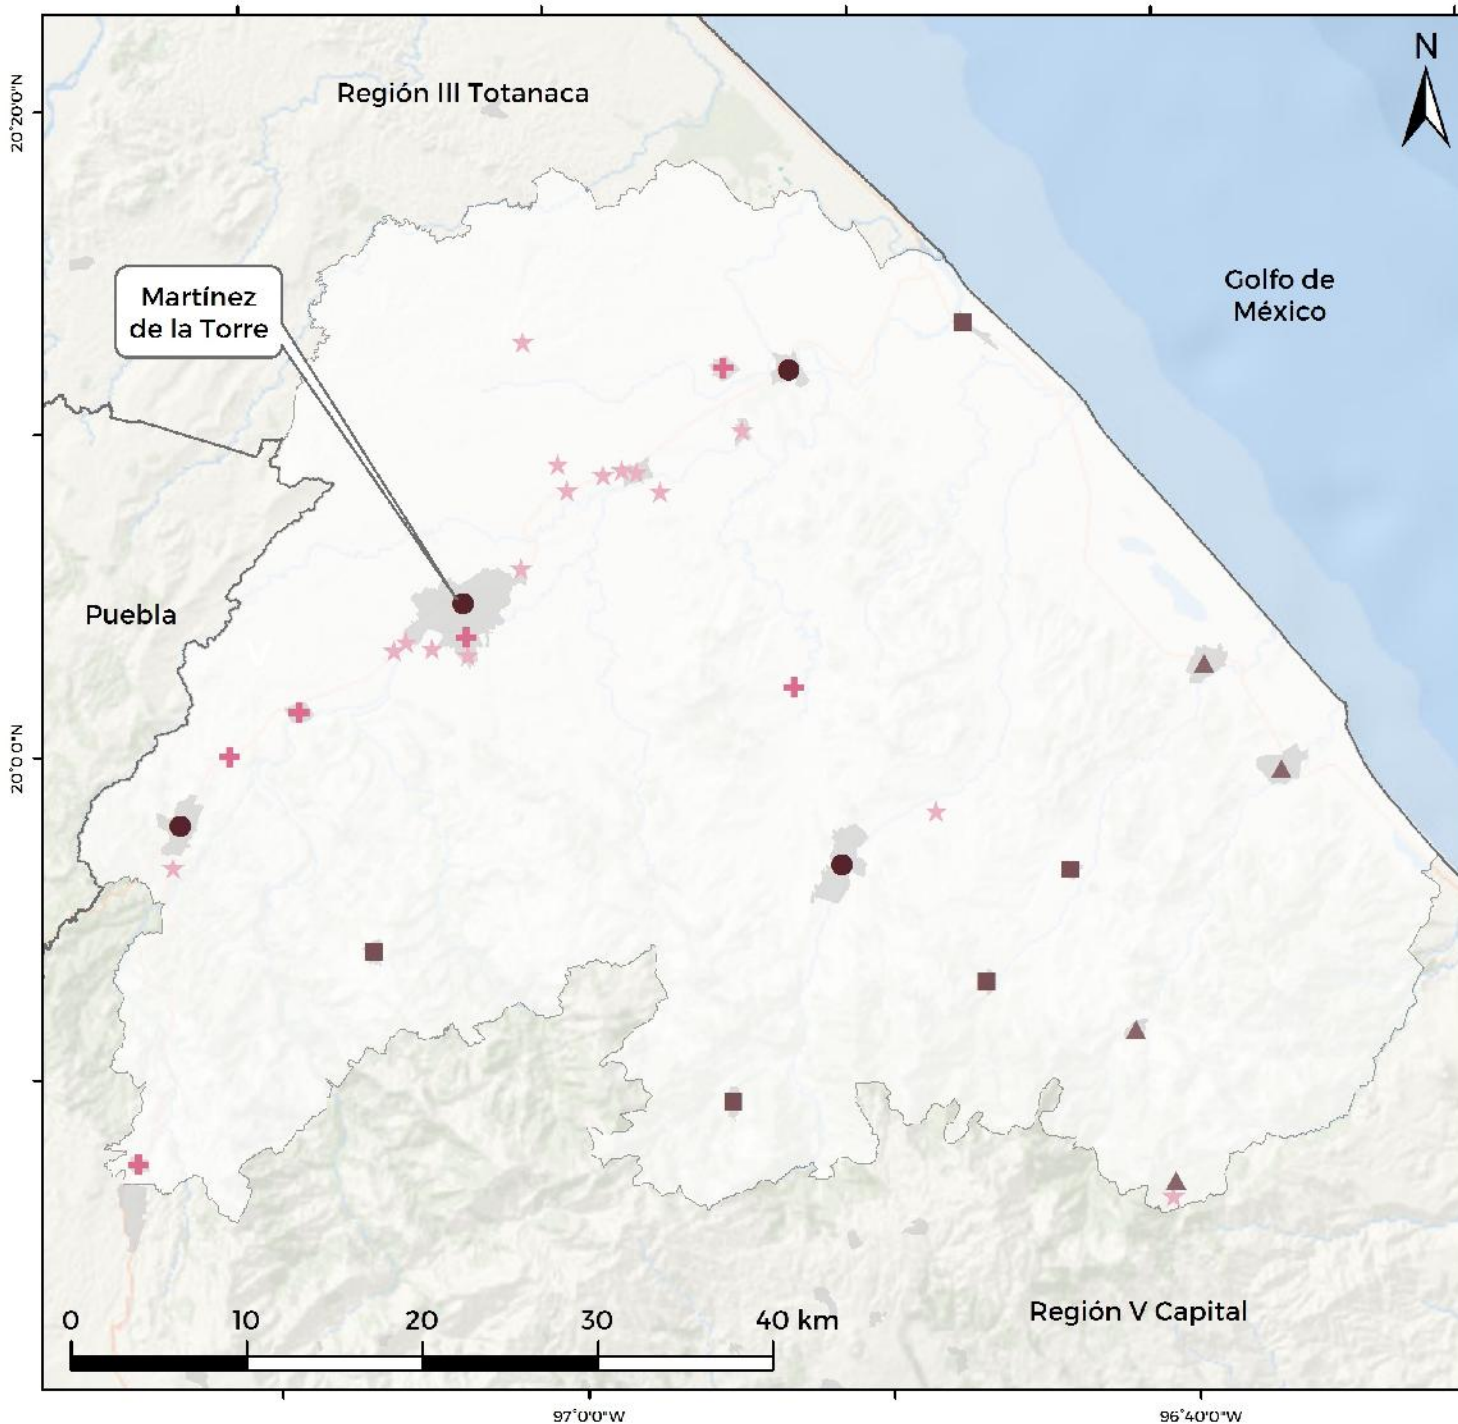 N
20°20'0"N
Región III Totanaca
Golfo de
México
Martínez
de la Torre
Puebla
20°0'0"N
0 10 20 30 40 km
Región V Capital
97°0'0"W
96°40'0"W